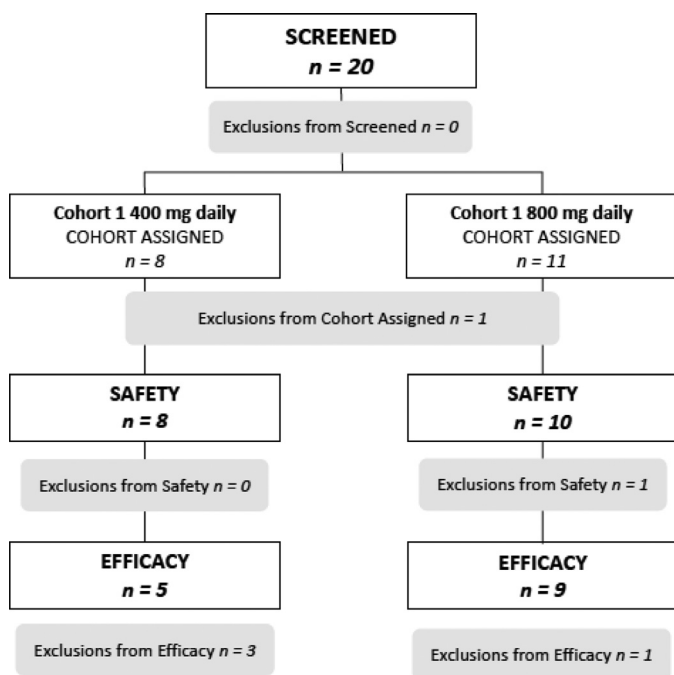 SCREENED
n = 20
Exclusions from Screened n = 0
Cohort 1 400 mg daily
COHORT ASSIGNED
n = 8
Cohort 1 800 mg daily
COHORT ASSIGNED
n = 11
Exclusions from Cohort Assigned n = 1
SAFETY
n = 8
SAFETY
n = 10
Exclusions from Safety n = 0
Exclusions from Safety n = 1
EFFICACY
n = 5
EFFICACY
n = 9
Exclusions from Efficacy n = 3
Exclusions from Efficacy n = 1